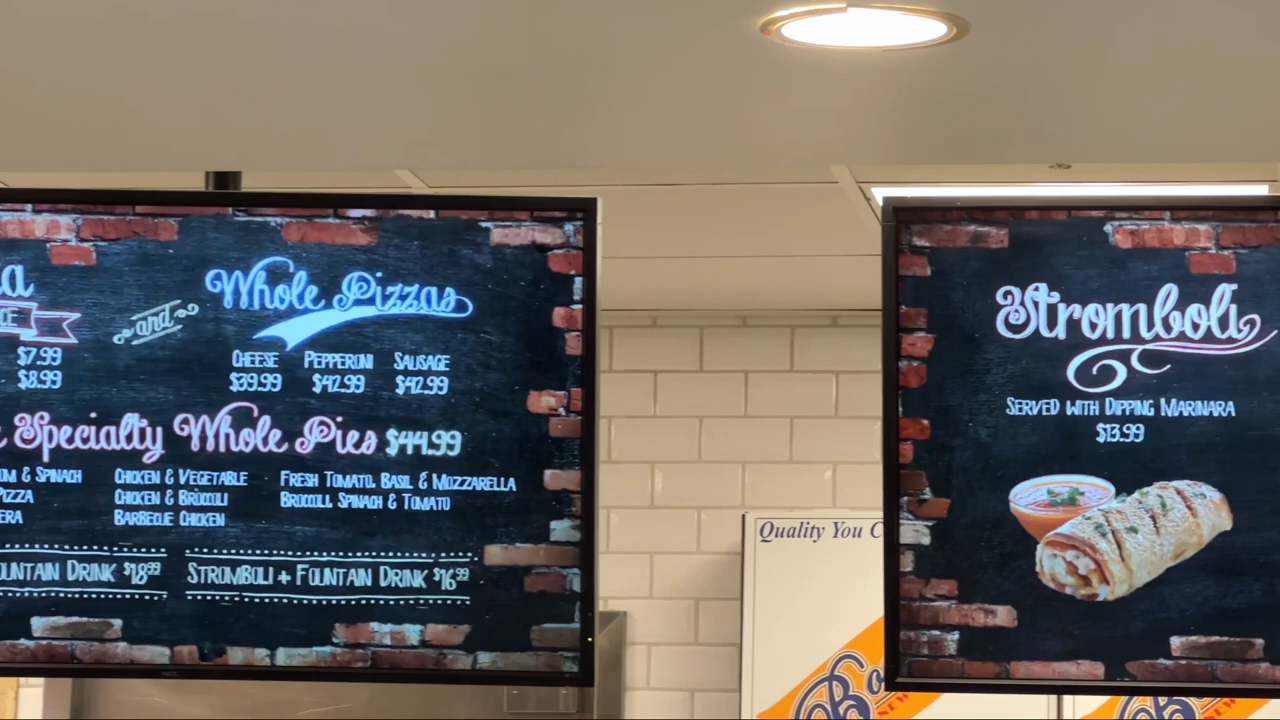 Whole Pizzas
and
$7.99
$8.99
CHEESE PEPPERONI SAUSAGE
$39.99 $42.99 $42.99
Specialty Whole Pies $44.99
& SPINACH CHICKEN & VEGETABLE FRESH TOMATO, BASIL & MOZZARELLA
PIZZA CHICKEN & BROCCOLI BROCCOLI, SPINACH & TOMATO
BARBECUE CHICKEN
DRINK $18.99 STROMBOLI + FOUNTAIN DRINK $16.99
Stromboli
SERVED WITH DIPPING MARINARA
$13.99
Quality You